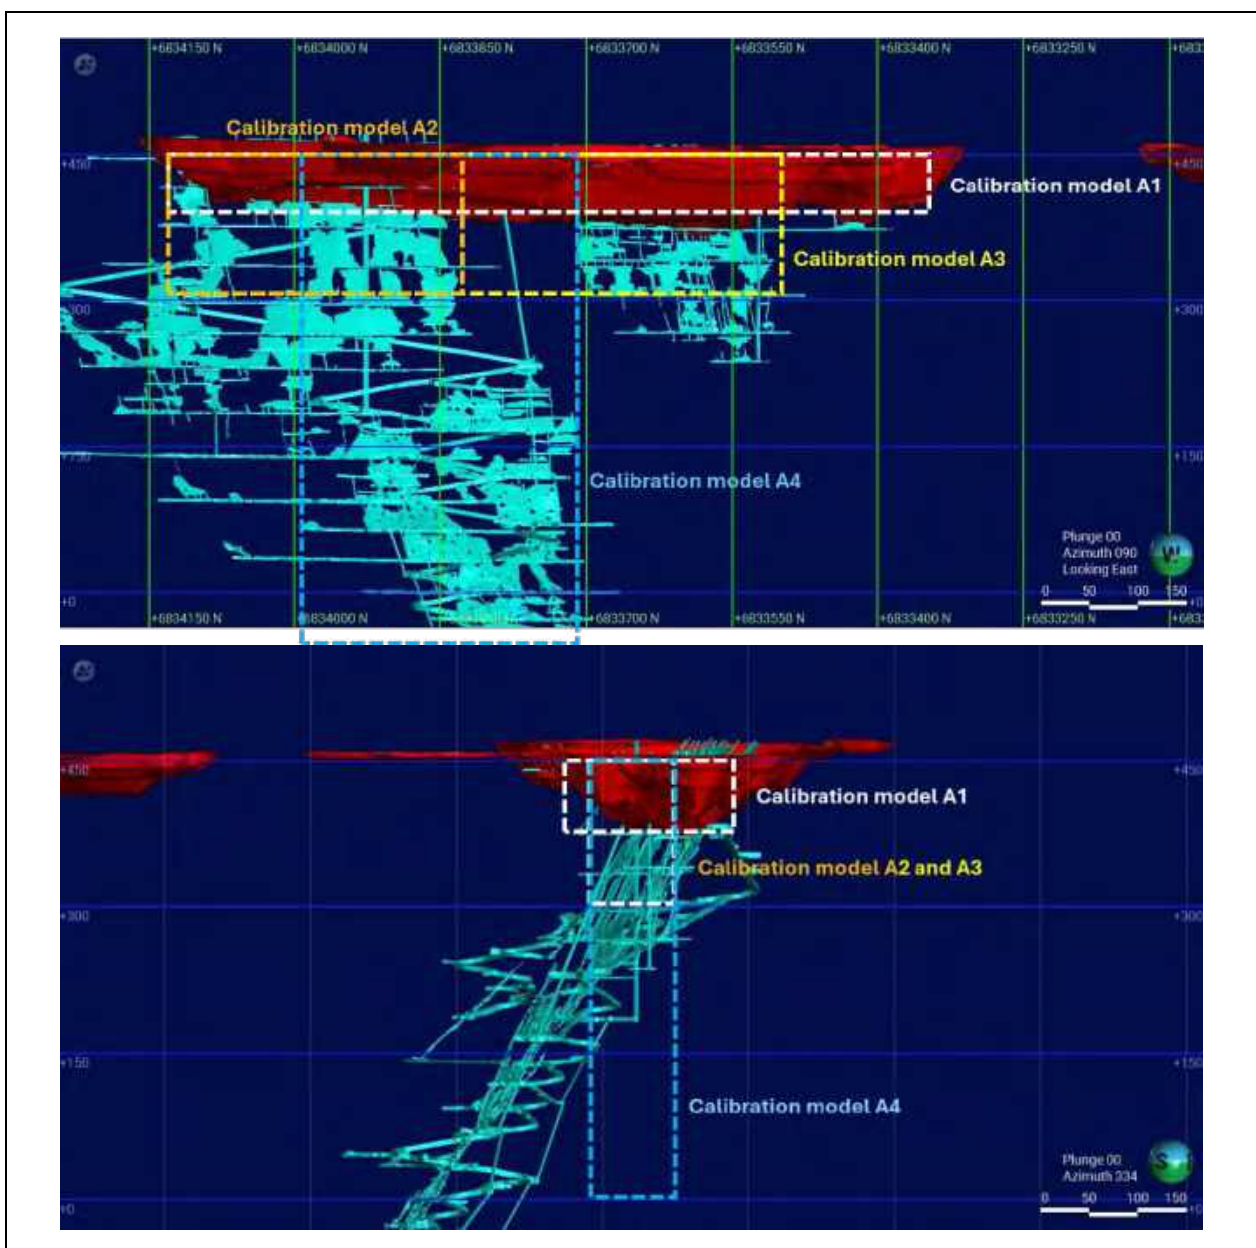 +6834150 N +6834000 N +6833850 N +6833700 N +6833550 N +6833400 N +6833250 N
Calibration model A2
+450 +450
Calibration model A1
Calibration model A3
+300 +300
+150
Calibration model A4
Plunge 00
Azimuth 090
Looking East
W
0 50 100 150
+0 +0
+6834150 N +6834000 N +6833700 N +6833550 N +6833400 N +6833250 N
+450 +450
Calibration model A1
Calibration model A2 and A3
+300 +300
+150 +150
Calibration model A4
Plunge 00
Azimuth 334
S
0 50 100 150
+0 +0